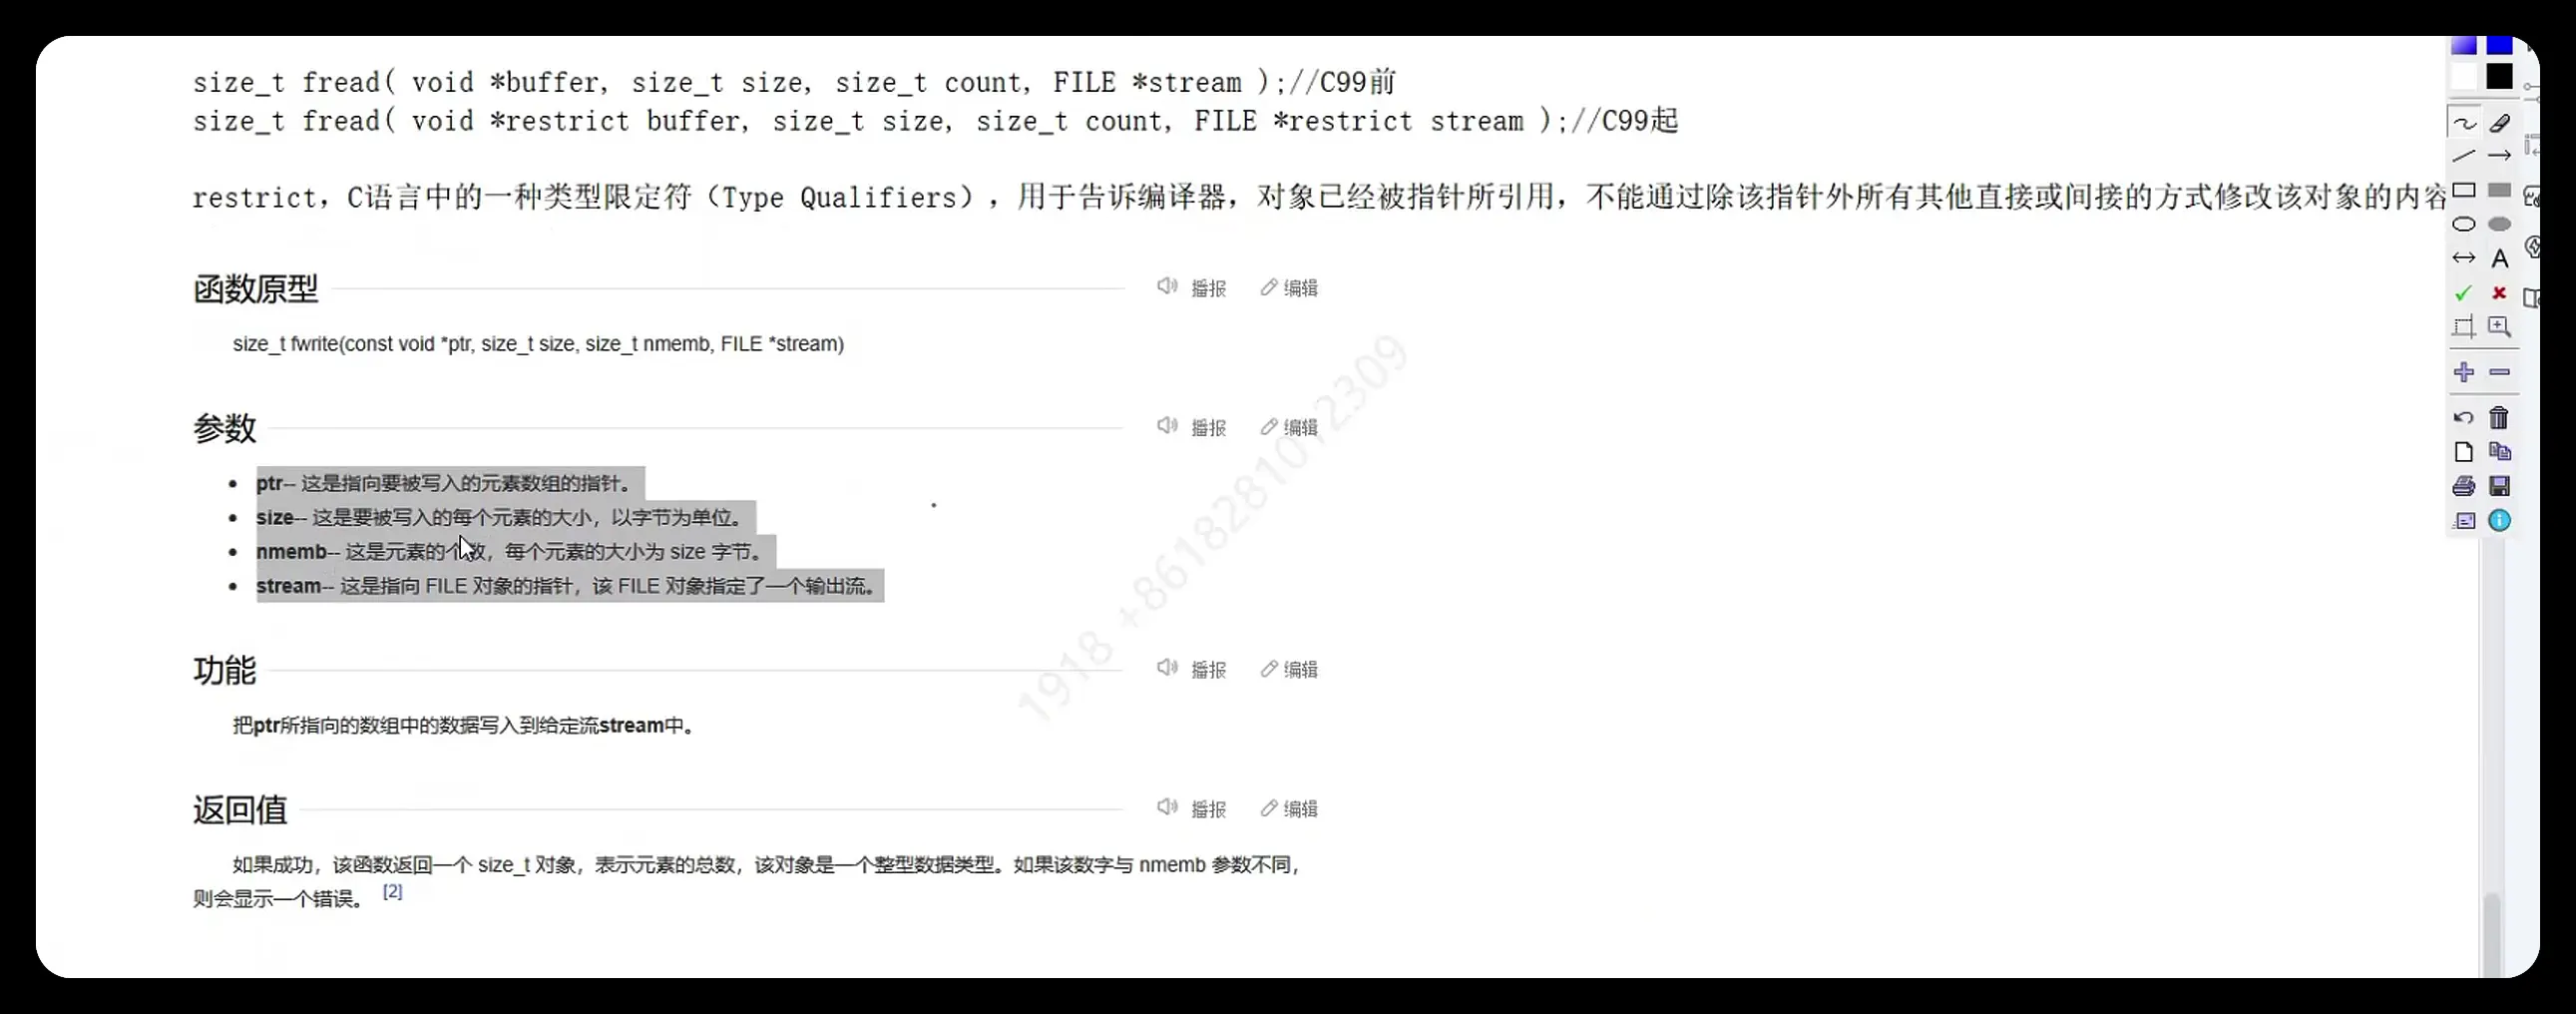 size_t fread( void *buffer, size_t size, size_t count, FILE *stream );//C99前
size_t fread( void *restrict buffer, size_t size, size_t count, FILE *restrict stream );//C99起
restrict，C语言中的一种类型限定符（Type Qualifiers），用于告诉编译器，对象已经被指针所引用，不能通过除该指针外所有其他直接或间接的方式修改该对象的内容
函数原型 播报 编辑
size_t fwrite(const void *ptr, size_t size, size_t nmemb, FILE *stream)
参数 播报 编辑
ptr-- 这是指向要被写入的元素数组的指针。
size-- 这是要被写入的每个元素的大小，以字节为单位。
nmemb-- 这是元素的个数，每个元素的大小为 size 字节。
stream-- 这是指向 FILE 对象的指针，该 FILE 对象指定了一个输出流。
功能 播报 编辑
把ptr所指向的数组中的数据写入到给定流stream中。
返回值 播报 编辑
如果成功，该函数返回一个 size_t 对象，表示元素的总数，该对象是一个整型数据类型。如果该数字与 nmemb 参数不同，
则会显示一个错误。 [2]
1918 +8618281012309
A